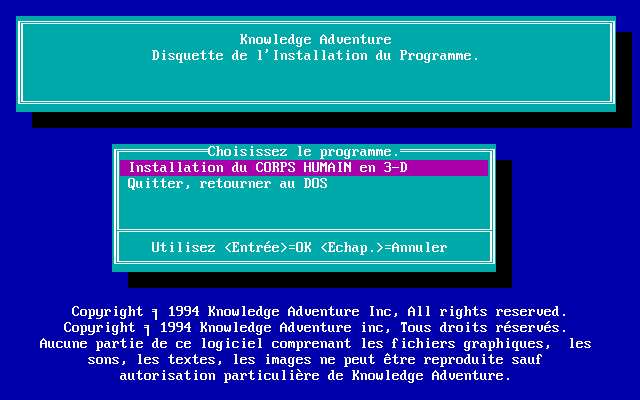 Knowledge Adventure
Disquette de l'Installation du Programme.
Choisissez le programme.
Installation du CORPS HUMAIN en 3-D
Quitter, retourner au DOS
Utilisez <Entrée>=OK <Echap.>=Annuler
Copyright ╕ 1994 Knowledge Adventure Inc, All rights reserved.
Copyright ╕ 1994 Knowledge Adventure inc, Tous droits réservés.
Aucune partie de ce logiciel comprenant les fichiers graphiques, les
sons, les textes, les images ne peut être reproduite sauf
autorisation particulière de Knowledge Adventure.